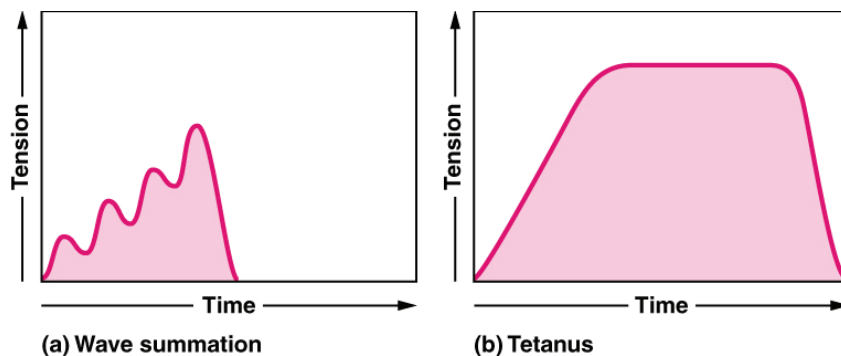 Tension
Time
(a) Wave summation
Tension
Time
(b) Tetanus